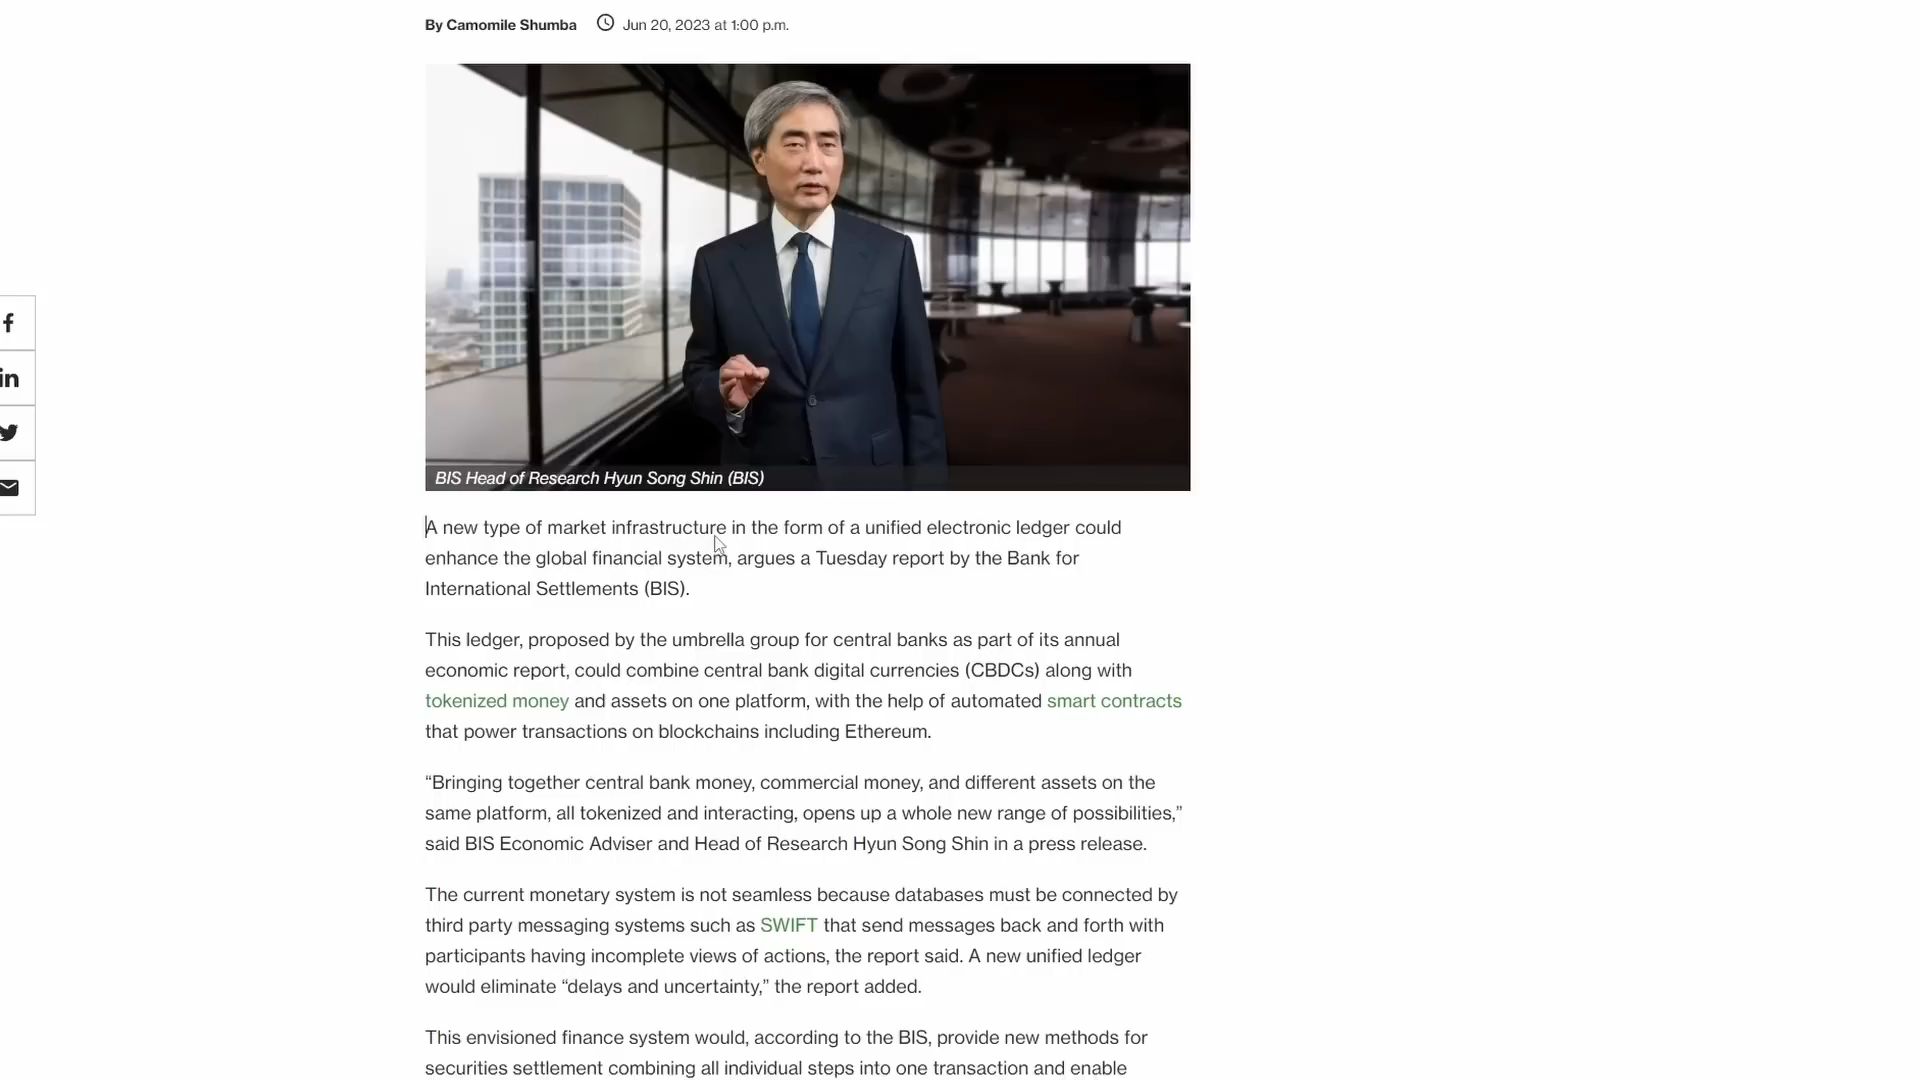 By Camomile Shumba Jun 20, 2023 at 1:00 p.m.
f
in
BIS Head of Research Hyun Song Shin (BIS)
A new type of market infrastructure in the form of a unified electronic ledger could
enhance the global financial system, argues a Tuesday report by the Bank for
International Settlements (BIS).
This ledger, proposed by the umbrella group for central banks as part of its annual
economic report, could combine central bank digital currencies (CBDCs) along with
tokenized money and assets on one platform, with the help of automated smart contracts
that power transactions on blockchains including Ethereum.
“Bringing together central bank money, commercial money, and different assets on the
same platform, all tokenized and interacting, opens up a whole new range of possibilities,”
said BIS Economic Adviser and Head of Research Hyun Song Shin in a press release.
The current monetary system is not seamless because databases must be connected by
third party messaging systems such as SWIFT that send messages back and forth with
participants having incomplete views of actions, the report said. A new unified ledger
would eliminate “delays and uncertainty,” the report added.
This envisioned finance system would, according to the BIS, provide new methods for
securities settlement combining all individual steps into one transaction and enable